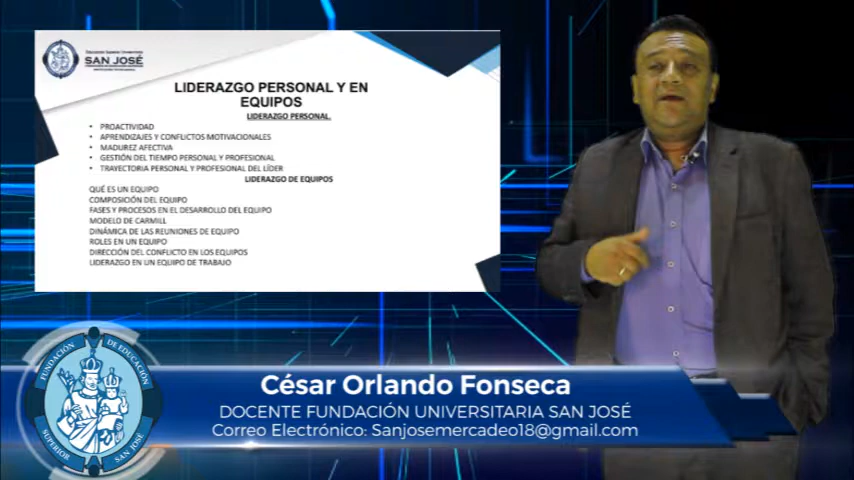 Educación Superior Universitaria
SAN JOSÉ
LIDERAZGO PERSONAL Y EN
EQUIPOS
LIDERAZGO PERSONAL.
• PROACTIVIDAD
• APRENDIZAJES Y CONFLICTOS MOTIVACIONALES
• MADUREZ AFECTIVA
• GESTIÓN DEL TIEMPO PERSONAL Y PROFESIONAL
• TRAYECTORIA PERSONAL Y PROFESIONAL DEL LÍDER
LIDERAZGO DE EQUIPOS
QUÉ ES UN EQUIPO
COMPOSICIÓN DEL EQUIPO
FASES Y PROCESOS EN EL DESARROLLO DEL EQUIPO
MODELO DE CARMILL
DINÁMICA DE LAS REUNIONES DE EQUIPO
ROLES EN UN EQUIPO
DIRECCIÓN DEL CONFLICTO EN LOS EQUIPOS
LIDERAZGO EN UN EQUIPO DE TRABAJO
César Orlando Fonseca
DOCENTE FUNDACIÓN UNIVERSITARIA SAN JOSÉ
Correo Electrónico: Sanjosemercadeo18@gmail.com
FUNDACIÓN
DE EDUCACIÓN
SUPERIOR
SAN JOSÉ